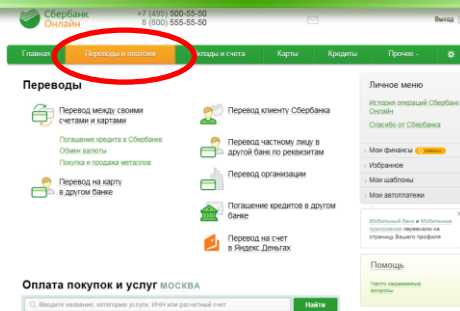 Сбербанк Онлайн
+7 (495) 500-55-50
8 (800) 555-55-50
Выход
Главная Переводы и платежи Вклады и счета Карты Кредиты Прочее
Переводы
Перевод между своими
счетами и картами
Погашение кредита в Сбербанке
Обмен валюты
Покупка и продажа металлов
Перевод на карту
в другом банке
Перевод клиенту Сбербанка
Перевод частному лицу в
другой банк по реквизитам
Перевод организации
Погашение кредитов в другом
банке
Перевод на счет
в Яндекс.Деньгах
Оплата покупок и услуг МОСКВА
Введите название, категорию услуги, ИНН или расчетный счет
Найти
Личное меню
История операций Сбербанк
Онлайн
Спасибо от Сбербанка
Мои финансы
Избранное
Мои шаблоны
Мои автоплатежи
Мобильный банк и Мобильные
приложения переехали на
страницу Вашего профиля
Помощь
Часто задаваемые
вопросы